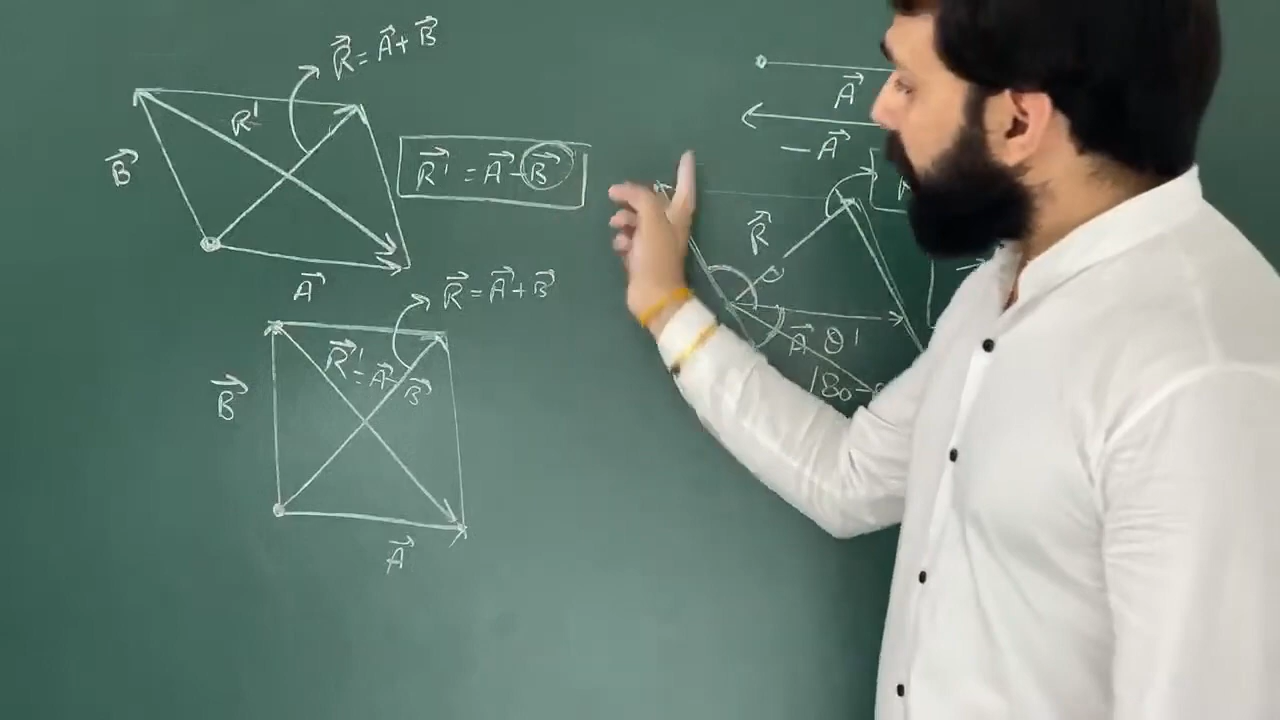 R⃗ = A⃗ + B⃗
R'
B⃗
R⃗' = A⃗ - B⃗
A⃗
R⃗ = A⃗ + B⃗
R⃗' = A⃗ - B⃗
B⃗
A⃗
A⃗
- A⃗
R⃗
θ
A⃗ θ'
180 -